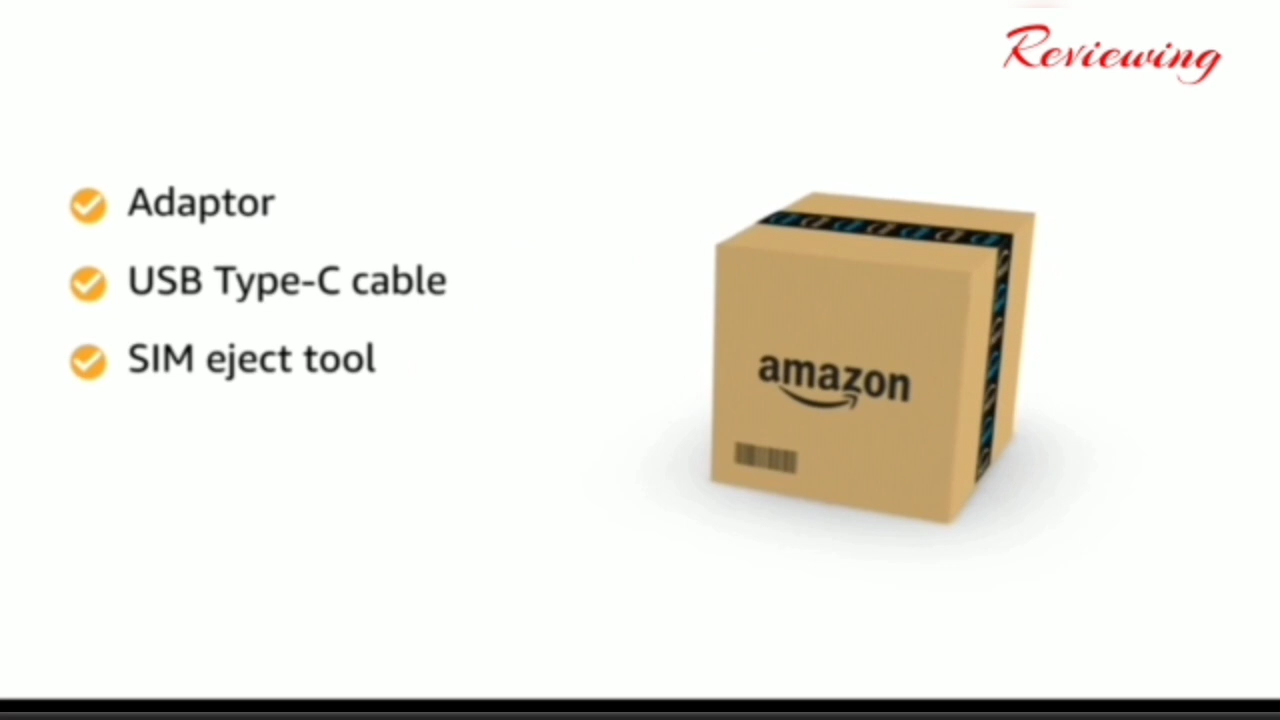 Reviewing
Adaptor
USB Type-C cable
SIM eject tool
amazon